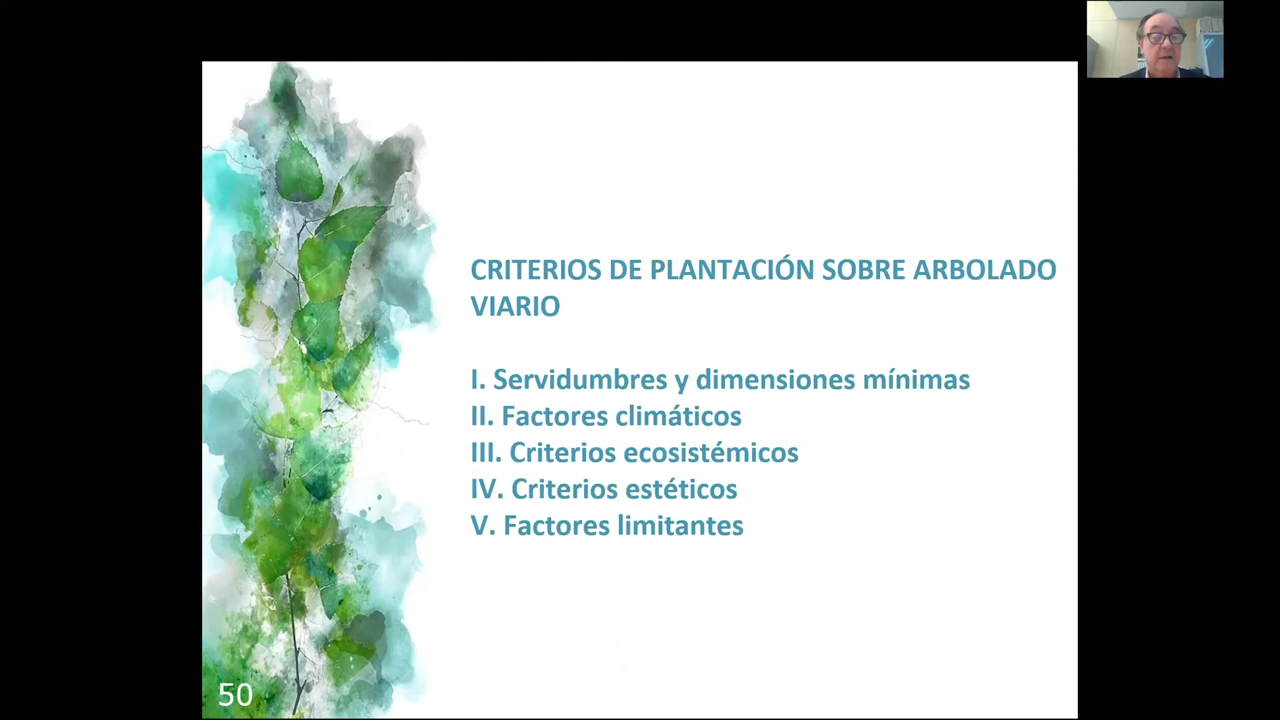 CRITERIOS DE PLANTACIÓN SOBRE ARBOLADO
VIARIO
I. Servidumbres y dimensiones mínimas
II. Factores climáticos
III. Criterios ecosistémicos
IV. Criterios estéticos
V. Factores limitantes
50